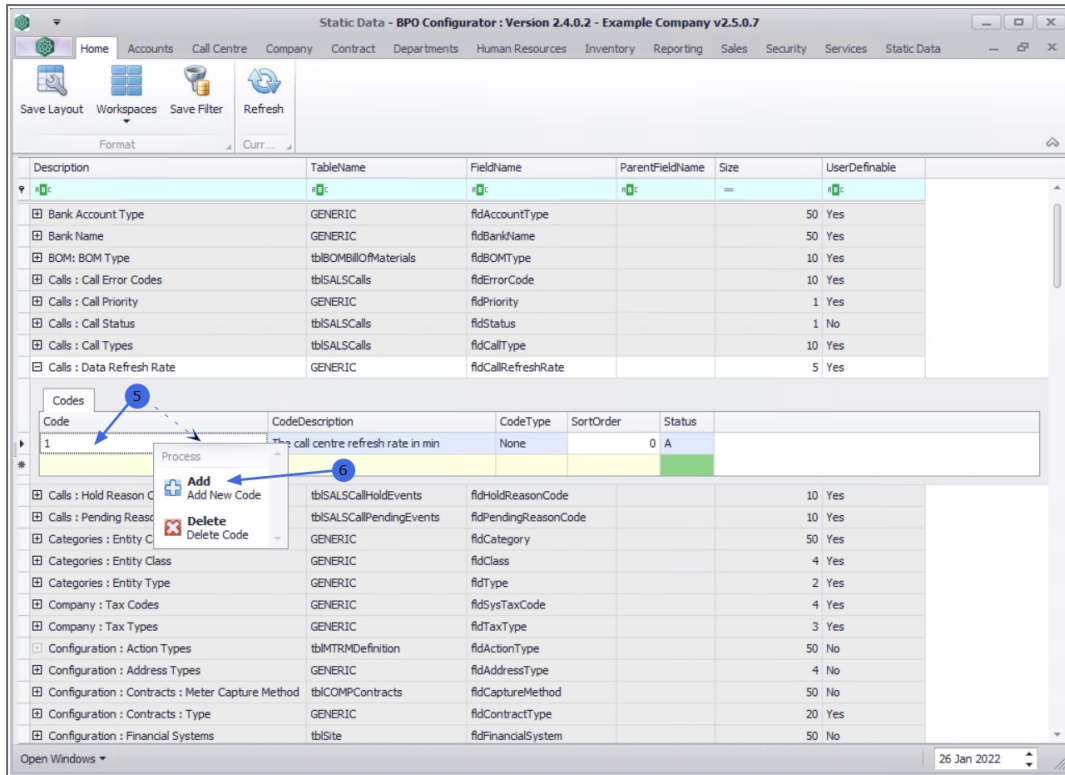 Static Data - BPO Configurator : Version 2.4.0.2 - Example Company v2.5.0.7
Home Accounts Call Centre Company Contract Departments Human Resources Inventory Reporting Sales Security Services Static Data
Save Layout Workspaces Save Filter Refresh
Format Curr...
Description TableName FieldName ParentFieldName Size UserDefinable
Bank Account Type GENERIC fldAccountType 50 Yes
Bank Name GENERIC fldBankName 50 Yes
BOM: BOM Type tblBOMBillOfMaterials fldBOMType 10 Yes
Calls : Call Error Codes tblSALSCalls fldErrorCode 10 Yes
Calls : Call Priority GENERIC fldPriority 1 Yes
Calls : Call Status tblSALSCalls fldStatus 1 No
Calls : Call Types tblSALSCalls fldCallType 10 Yes
Calls : Data Refresh Rate GENERIC fldCallRefreshRate 5 Yes
Codes 5
Code CodeDescription CodeType SortOrder Status
1 The call centre refresh rate in min None 0 A
Process
6
Add
Add New Code
Delete
Delete Code
Calls : Hold Reason C tblSALSCallHoldEvents fldHoldReasonCode 10 Yes
Calls : Pending Reaso tblSALSCallPendingEvents fldPendingReasonCode 10 Yes
Categories : Entity C GENERIC fldCategory 50 Yes
Categories : Entity Class GENERIC fldClass 4 Yes
Categories : Entity Type GENERIC fldType 2 Yes
Company : Tax Codes GENERIC fldSysTaxCode 4 Yes
Company : Tax Types GENERIC fldTaxType 3 Yes
Configuration : Action Types tblMTRMDefinition fldActionType 50 No
Configuration : Address Types GENERIC fldAddressType 4 No
Configuration : Contracts : Meter Capture Method tblCOMPContracts fldCaptureMethod 50 No
Configuration : Contracts : Type GENERIC fldContractType 20 Yes
Configuration : Financial Systems tblSite fldFinancialSystem 50 No
Open Windows 26 Jan 2022